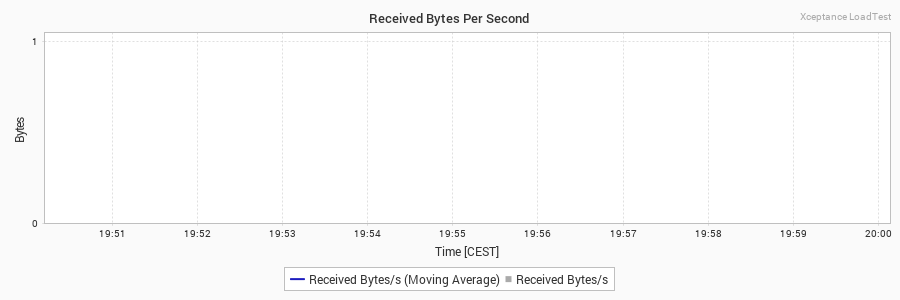 Received Bytes Per Second
Xceptance LoadTest
1
Bytes
0
19:51 19:52 19:53 19:54 19:55 19:56 19:57 19:58 19:59 20:00
Time [CEST]
Received Bytes/s (Moving Average) Received Bytes/s